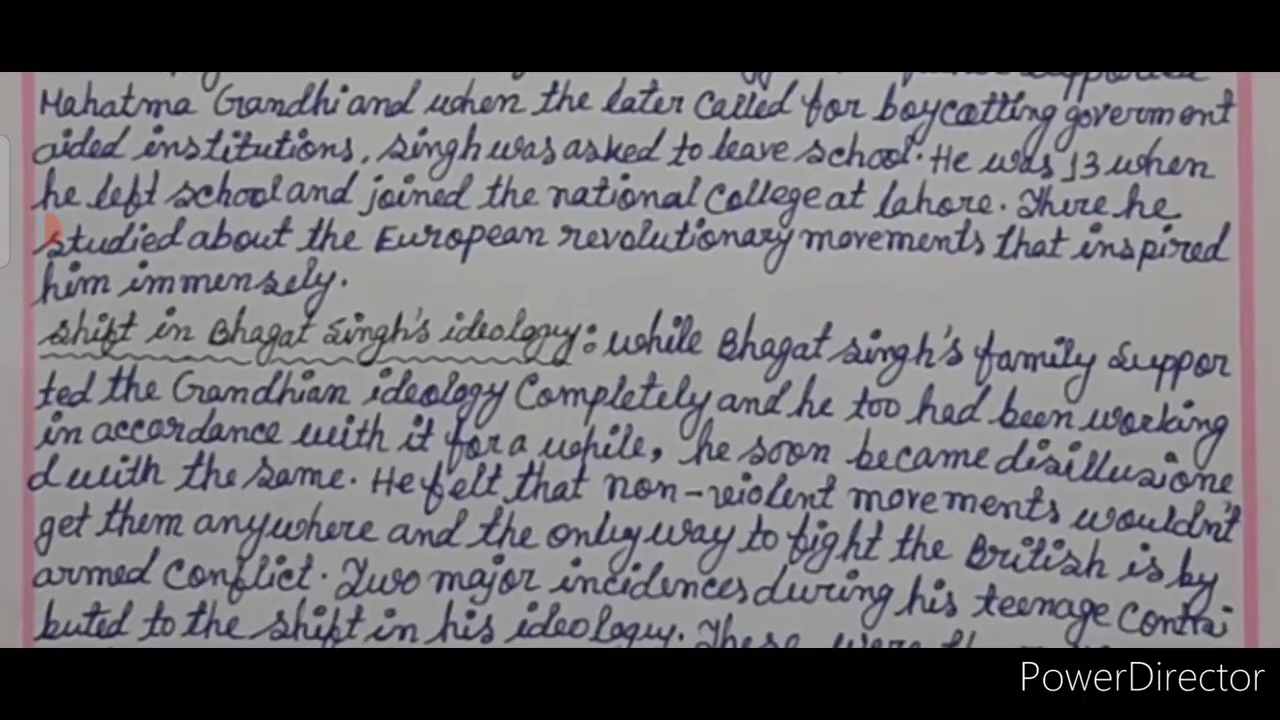 supported
Mahatma Gandhi and when the later called for boycotting goverment
aided institutions, singh was asked to leave school. He was 13 when
he left school and joined the national College at Lahore. There he
studied about the European revolutionary movements that inspired
him immensely.
Shift in Bhagat Singh's ideology: while Bhagat singh's family suppor
ted the Gandhian ideology completely and he too had been working
in accordance with it for a while, he soon became disillusione
d with the same. He felt that non-violent movements wouldn't
get them anywhere and the only way to fight the British is by
armed conflict. Two major incidences during his teenage contri
buted to the shift in his ideology. These were the
PowerDirector